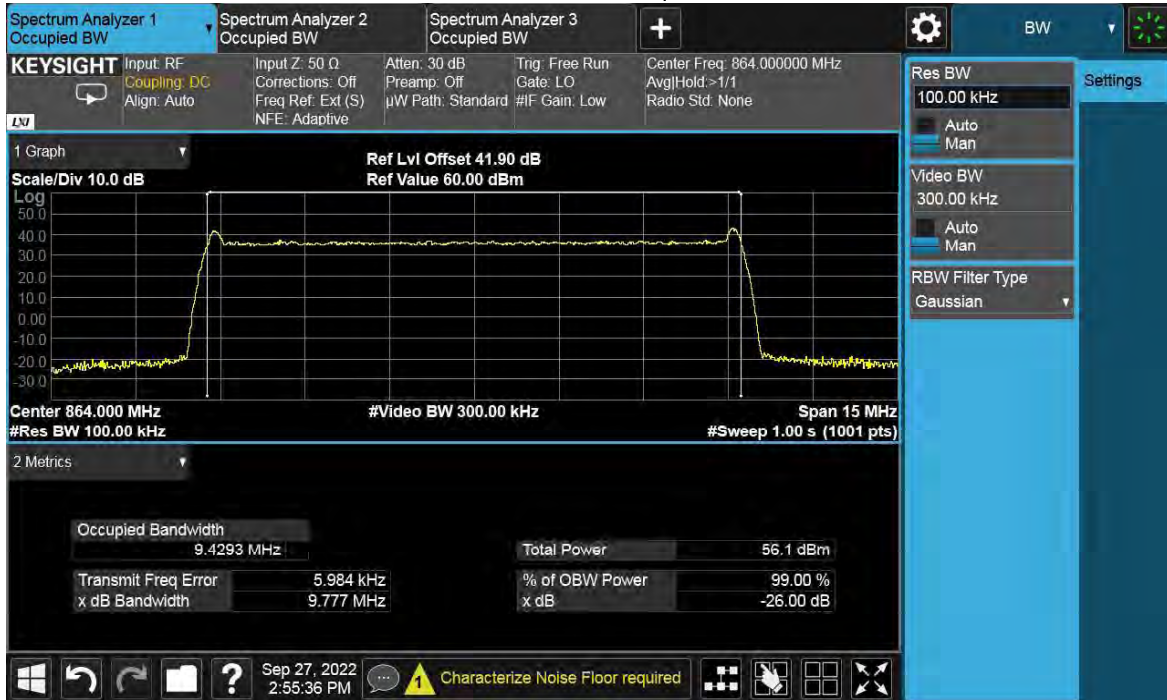 Spectrum Analyzer 1
Occupied BW
Spectrum Analyzer 2
Occupied BW
Spectrum Analyzer 3
Occupied BW
+
BW
KEYSIGHT
Input: RF
Coupling: DC
Align: Auto
LXI
Input Z: 50 Ω
Corrections: Off
Freq Ref: Ext (S)
NFE: Adaptive
Atten: 30 dB
Preamp: Off
µW Path: Standard
Trig: Free Run
Gate: LO
#IF Gain: Low
Center Freq: 864.000000 MHz
Avg|Hold:>1/1
Radio Std: None
Res BW
100.00 kHz
Auto
Man
Video BW
300.00 kHz
Auto
Man
RBW Filter Type
Gaussian
Settings
1 Graph
Scale/Div 10.0 dB
Ref Lvl Offset 41.90 dB
Ref Value 60.00 dBm
Log
50.0
40.0
30.0
20.0
10.0
0.00
-10.0
-20.0
-30.0
Center 864.000 MHz
#Video BW 300.00 kHz
Span 15 MHz
#Res BW 100.00 kHz
#Sweep 1.00 s (1001 pts)
2 Metrics
Occupied Bandwidth
9.4293 MHz
Total Power 56.1 dBm
Transmit Freq Error 5.984 kHz
% of OBW Power 99.00 %
x dB Bandwidth 9.777 MHz
x dB -26.00 dB
?
Sep 27, 2022
2:55:36 PM
1
Characterize Noise Floor required